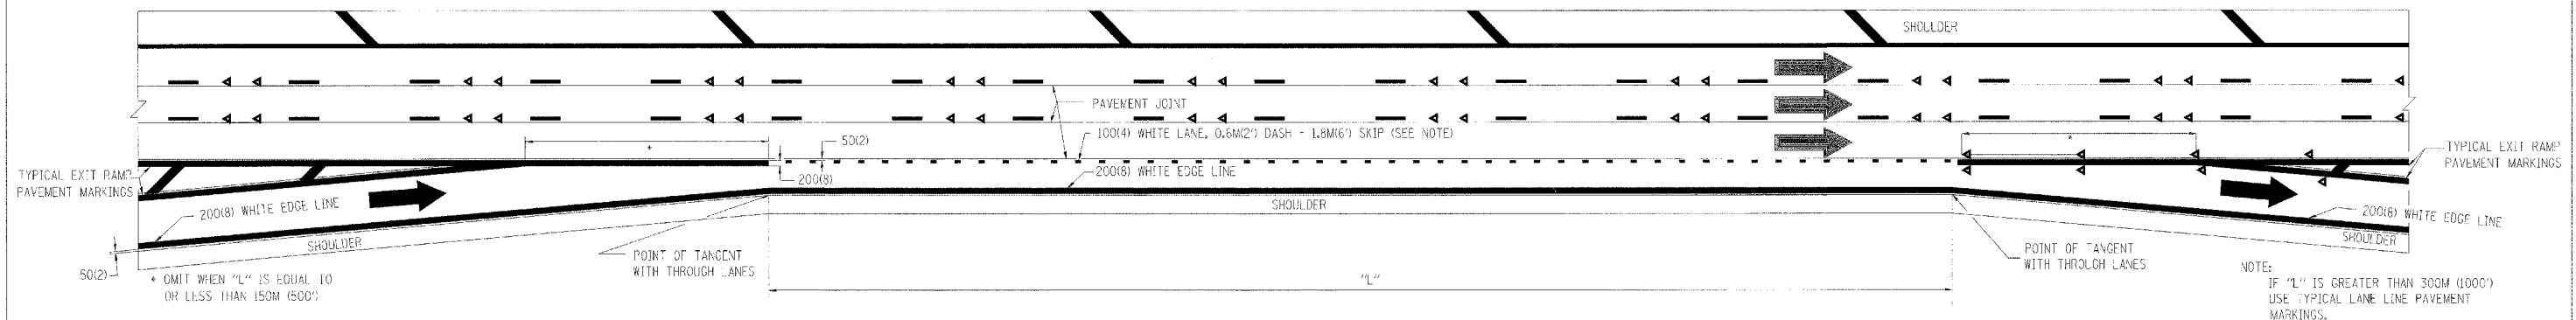 SHOULDER
PAVEMENT JOINT
100(4) WHITE LANE, 0.6M(2') DASH - 1.8M(6') SKIP (SEE NOTE)
50(2)
*
*
TYPICAL EXIT RAMP
PAVEMENT MARKINGS
TYPICAL EXIT RAMP
PAVEMENT MARKINGS
200(8)
200(8) WHITE EDGE LINE
200(8) WHITE EDGE LINE
SHOULDER
200(8) WHITE EDGE LINE
SHOULDER
SHOULDER
50(2)
POINT OF TANGENT
WITH THROUGH LANES
POINT OF TANGENT
WITH THROUGH LANES
* OMIT WHEN "L" IS EQUAL TO
OR LESS THAN 150M (500')
"L"
NOTE:
IF "L" IS GREATER THAN 300M (1000')
USE TYPICAL LANE LINE PAVEMENT
MARKINGS.